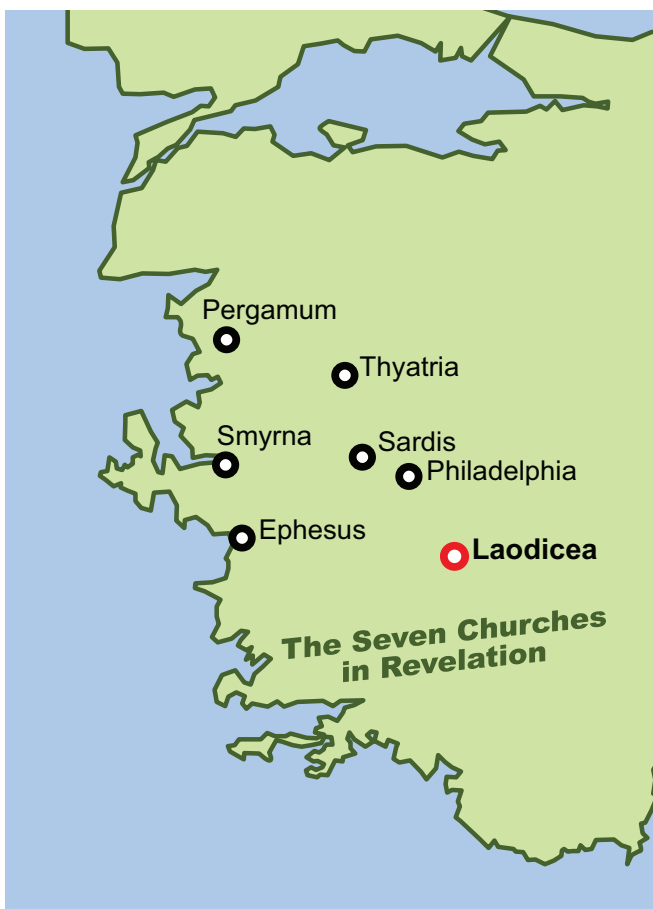 Pergamum
Thyatria
Smyrna
Sardis
Philadelphia
Ephesus
Laodicea
The Seven Churches
in Revelation